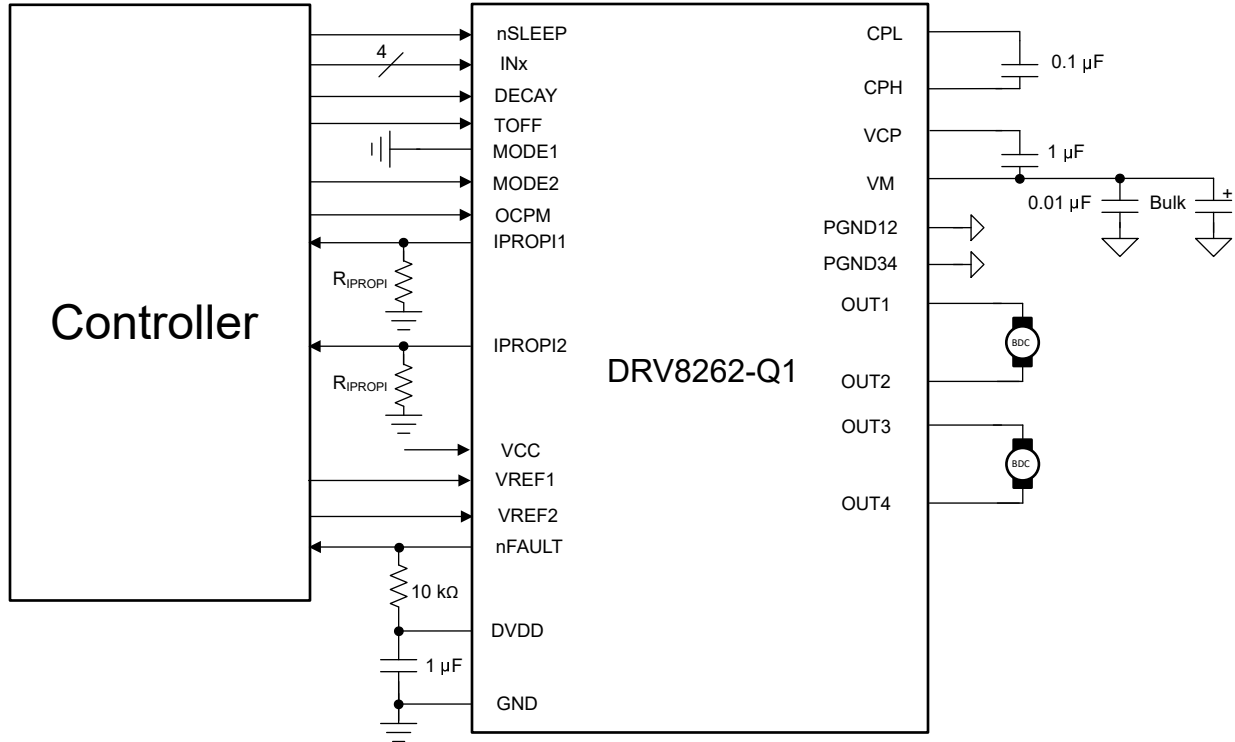 Controller
4
nSLEEP
INx
DECAY
TOFF
MODE1
MODE2
OCPM
IPROPI1
RIPROPI
IPROPI2
RIPROPI
VCC
VREF1
VREF2
nFAULT
10 kΩ
DVDD
1 µF
GND
DRV8262-Q1
CPL
0.1 µF
CPH
VCP
1 µF
VM
0.01 µF
Bulk
+
PGND12
PGND34
OUT1
BDC
OUT2
OUT3
BDC
OUT4